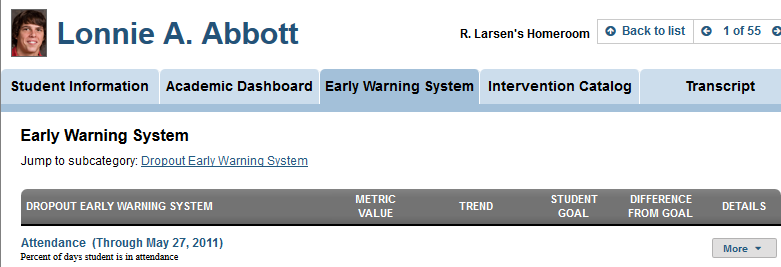 Lonnie A. Abbott
R. Larsen's Homeroom Back to list 1 of 55
Student Information Academic Dashboard Early Warning System Intervention Catalog Transcript
Early Warning System
Jump to subcategory: Dropout Early Warning System
DROPOUT EARLY WARNING SYSTEM METRIC VALUE TREND STUDENT GOAL DIFFERENCE FROM GOAL DETAILS
Attendance (Through May 27, 2011)
Percent of days student is in attendance
More